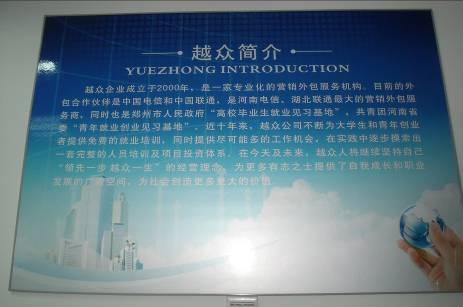 越众简介
YUEZHONG INTRODUCTION
越众企业成立于2000年，是一家专业化的营销外包服务机构。目前的外
包合作伙伴是中国电信和中国联通，是河南电信、湖北联通最大的营销外包服
务商。同时也是郑州市人民政府“高校毕业生就业见习基地”，共青团河南省
委“青年就业创业见习基地”。近十年来，越众公司不断为大学生和青年创业
者提供免费的就业培训，同时提供尽可能多的工作机会，在实践中逐步摸索出
一套完整的人员培训及项目投资体系。在今天及未来，越众人将继续坚持自己
“领先一步 越众一生”的经营理念，为更多有志之士提供了自我成长和职业
发展的广阔空间，为社会创造更多更大的价值。